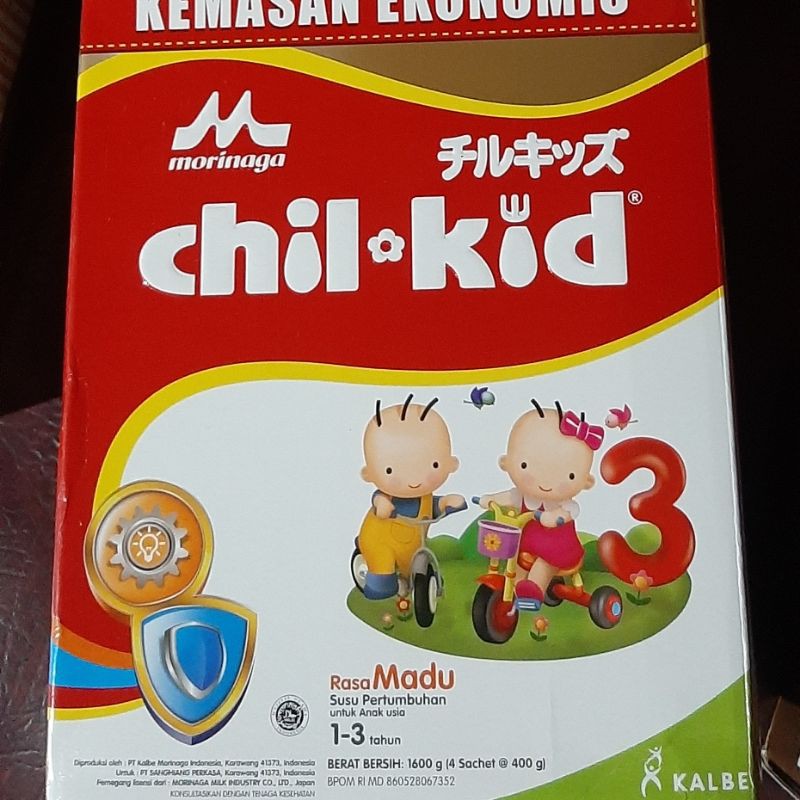 KEMASAN EKONOMIS
morinaga
チルキッズ
chil kid®
3
Rasa Madu
Susu Pertumbuhan
untuk Anak usia
1-3 tahun
BERAT BERSIH: 1600 g (4 Sachet @ 400 g)
BPOM RI MD 860528067352
Diproduksi oleh : PT Kalbe Morinaga Indonesia, Karawang 41373, Indonesia
Untuk : PT SANGHIANG PERKASA, Karawang 41373, Indonesia
Pemegang lisensi dari : MORINAGA MILK INDUSTRY CO., LTD., Japan
KONSULTASIKAN DENGAN TENAGA KESEHATAN
KALBE